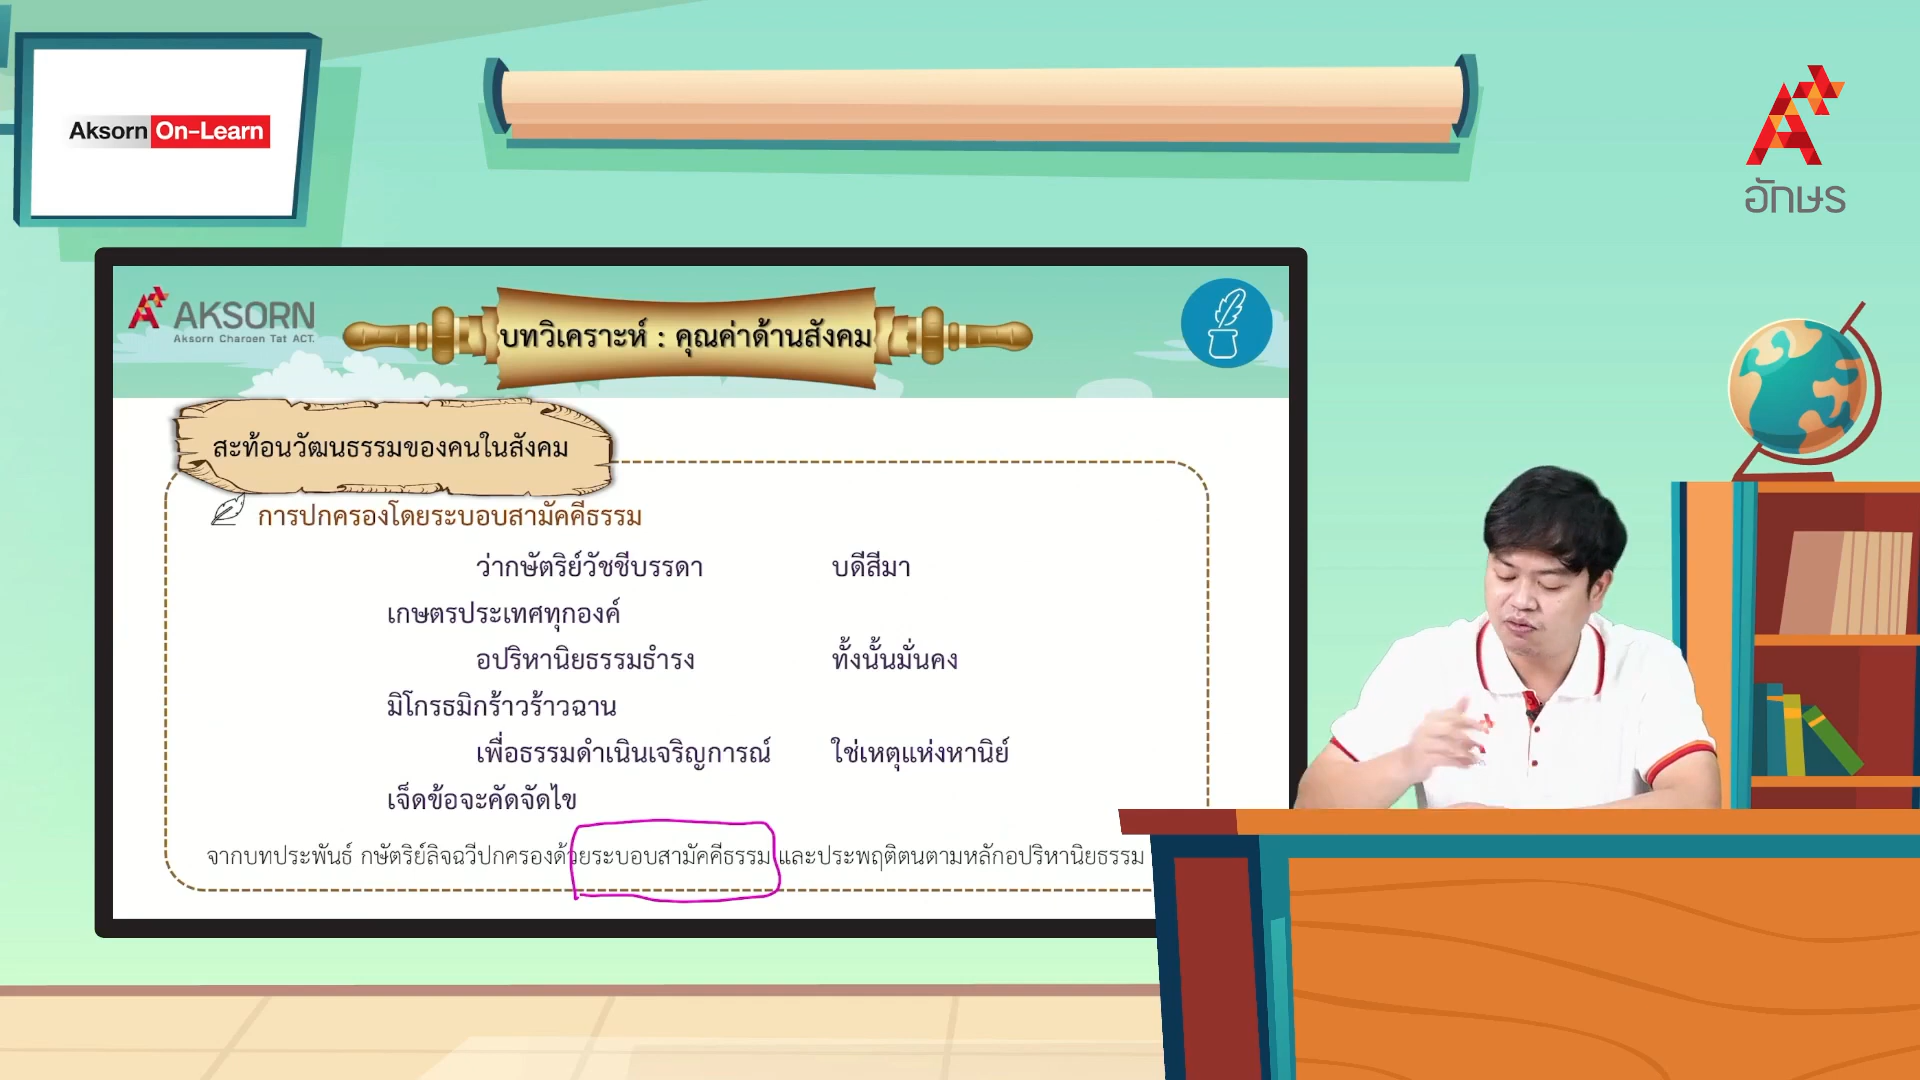 Aksorn On-Learn
อักษร
AKSORN
Aksorn Charoen Tat ACT.
บทวิเคราะห์ : คุณค่าด้านสังคม
สะท้อนวัฒนธรรมของคนในสังคม
การปกครองโดยระบอบสามัคคีธรรม
ว่ากษัตริย์วัชชีบรรดา บดีสีมา
เกษตรประเทศทุกองค์
อปริหานิยธรรมธำรง ทั้งนั้นมั่นคง
มิโกรธมิกร้าวร้าวฉาน
เพื่อธรรมดำเนินเจริญการณ์ ใช่เหตุแห่งหานิย์
เจ็ดข้อจะคัดจัดไข
จากบทประพันธ์ กษัตริย์ลิจฉวีปกครองด้วยระบอบสามัคคีธรรม และประพฤติตนตามหลักอปริหานิยธรรม